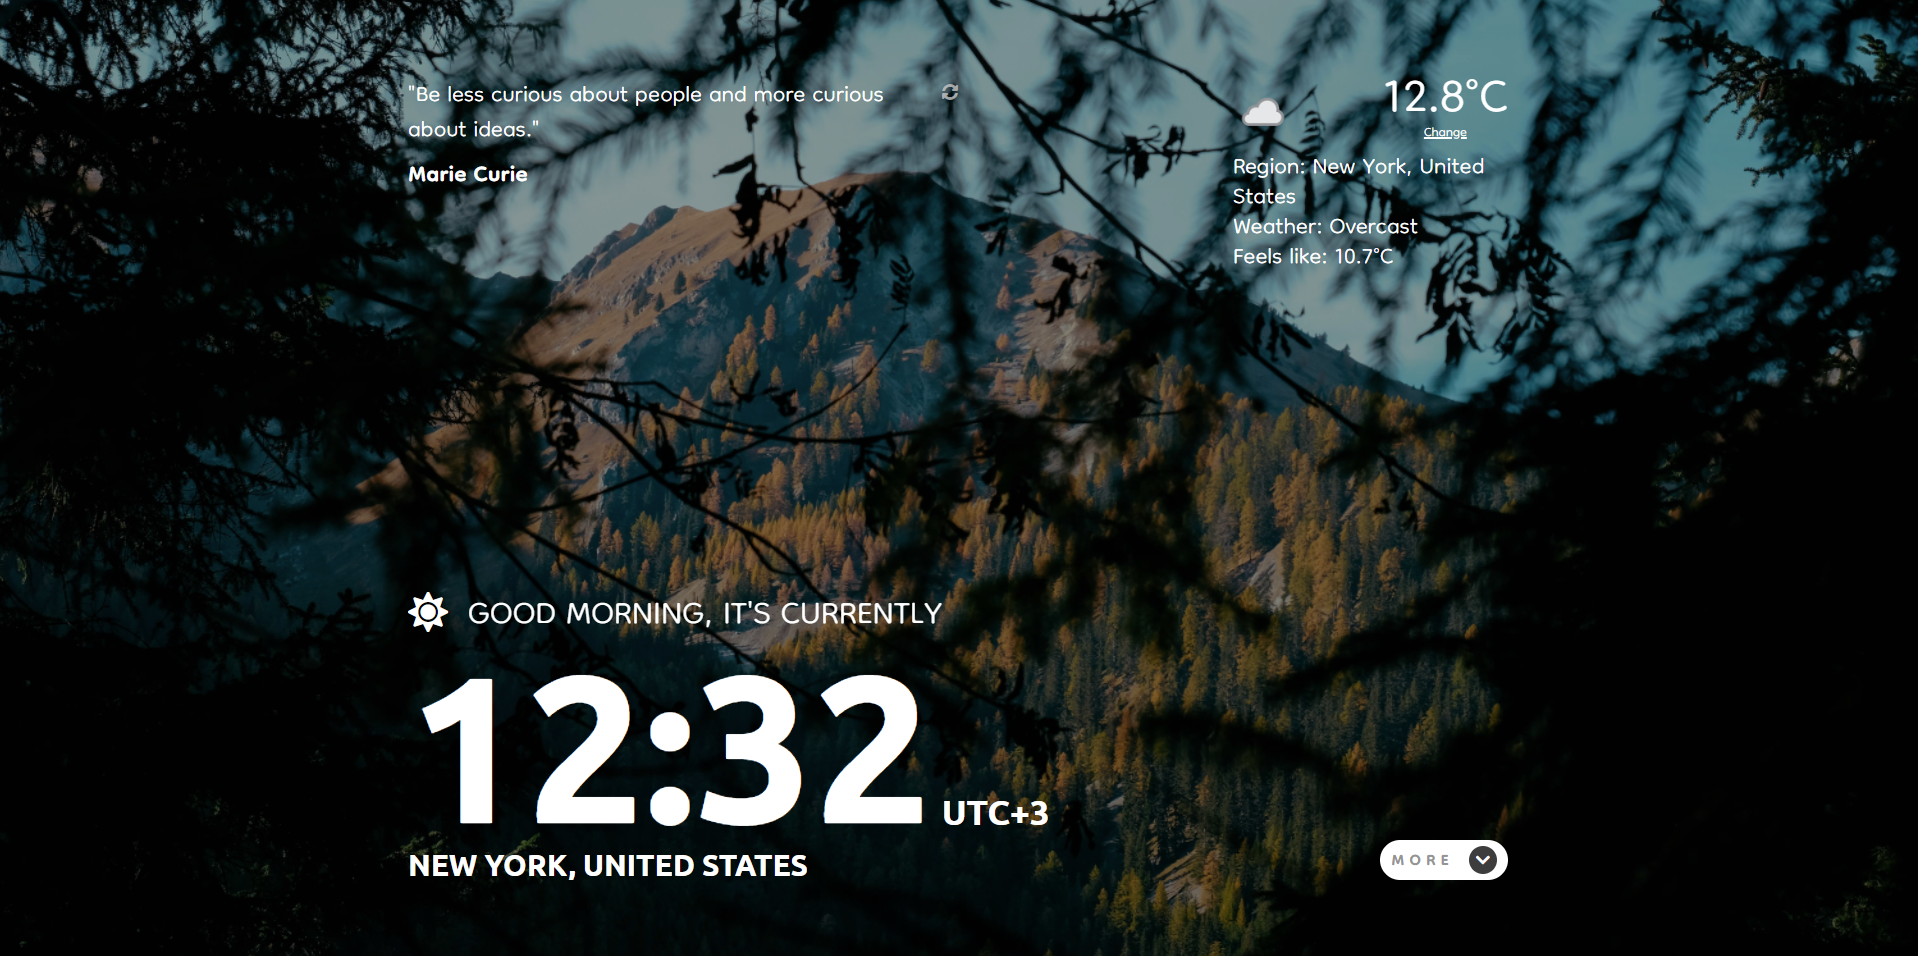 "Be less curious about people and more curious
about ideas."
Marie Curie
12.8°C
Change
Region: New York, United
States
Weather: Overcast
Feels like: 10.7°C
GOOD MORNING, IT'S CURRENTLY
12:32 UTC+3
NEW YORK, UNITED STATES
MORE